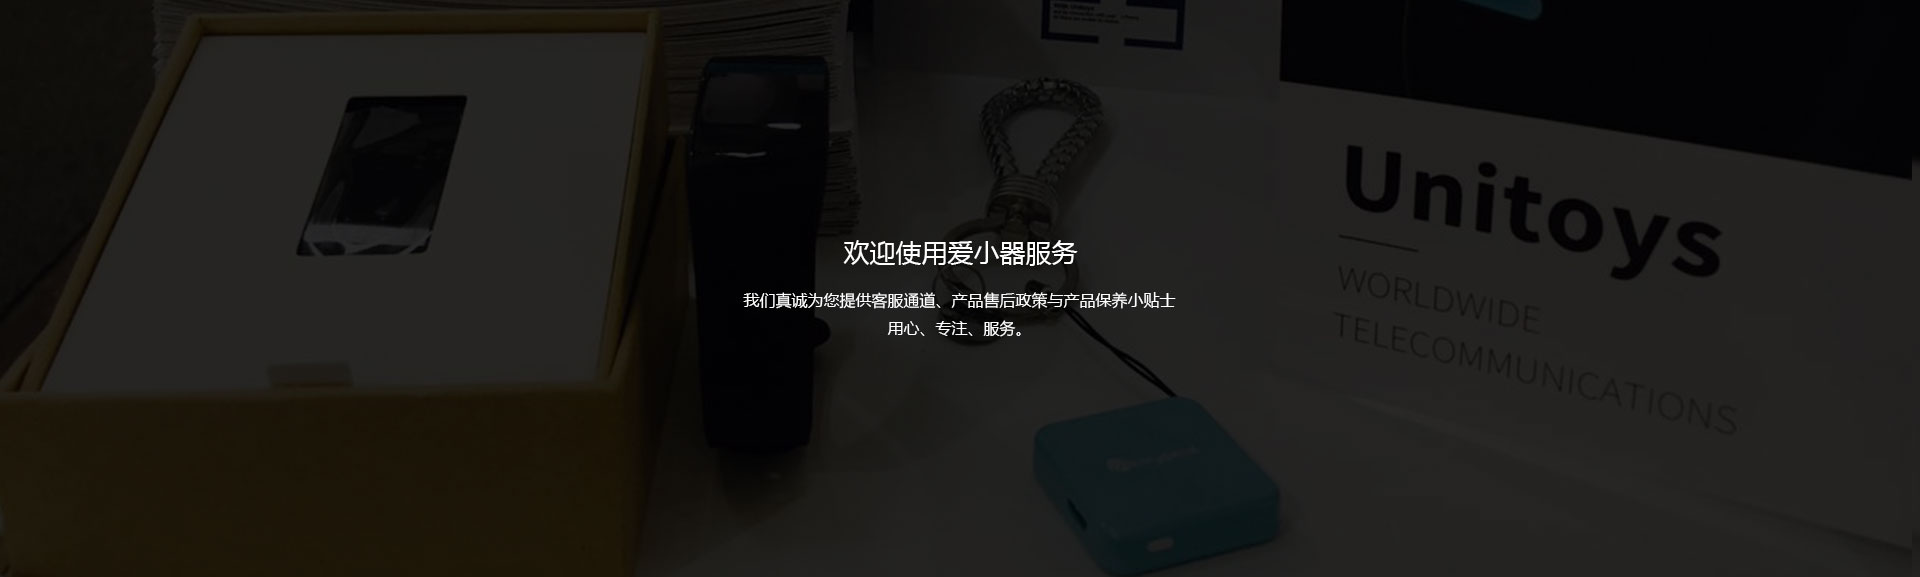 Unitoys
WORLDWIDE
TELECOMMUNICATIONS
欢迎使用爱小器服务
我们真诚为您提供客服通道、产品售后政策与产品保养小贴士
用心、专注、服务。